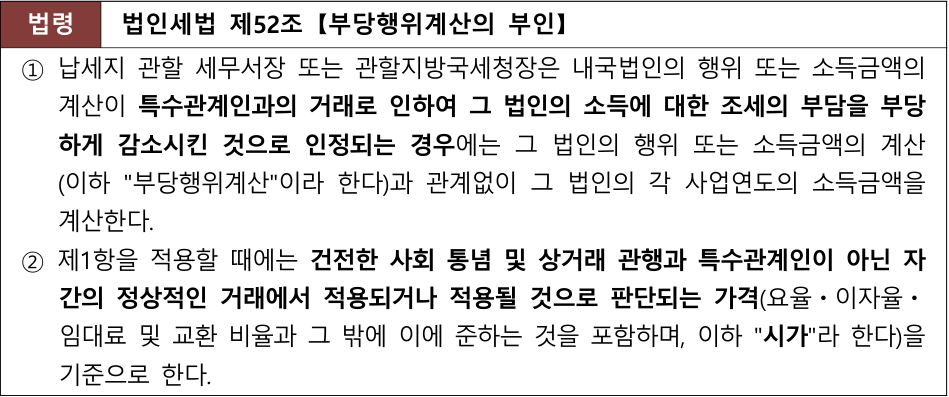 법령 법인세법 제52조【부당행위계산의 부인】
① 납세지 관할 세무서장 또는 관할지방국세청장은 내국법인의 행위 또는 소득금액의
계산이 특수관계인과의 거래로 인하여 그 법인의 소득에 대한 조세의 부담을 부당
하게 감소시킨 것으로 인정되는 경우에는 그 법인의 행위 또는 소득금액의 계산
(이하 "부당행위계산"이라 한다)과 관계없이 그 법인의 각 사업연도의 소득금액을
계산한다.
② 제1항을 적용할 때에는 건전한 사회 통념 및 상거래 관행과 특수관계인이 아닌 자
간의 정상적인 거래에서 적용되거나 적용될 것으로 판단되는 가격(요율・이자율・
임대료 및 교환 비율과 그 밖에 이에 준하는 것을 포함하며, 이하 "시가"라 한다)을
기준으로 한다.